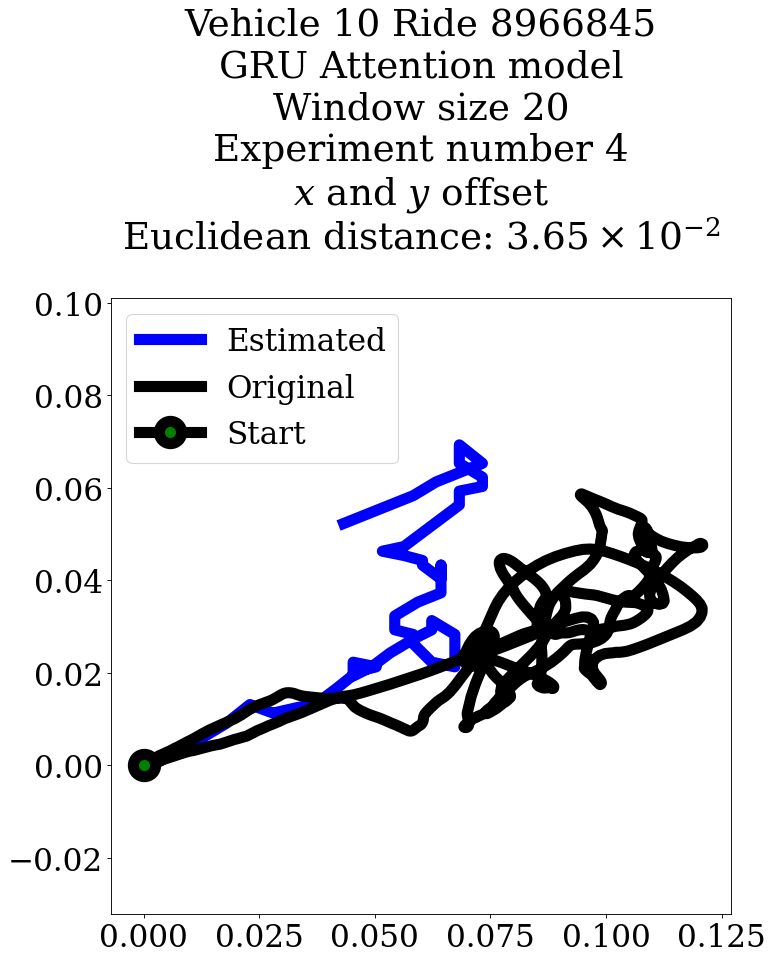 Vehicle 10 Ride 8966845
GRU Attention model
Window size 20
Experiment number 4
x and y offset
Euclidean distance: 3.65 × 10⁻²
0.10
0.08
0.06
0.04
0.02
0.00
−0.02
Estimated
Original
Start
0.000 0.025 0.050 0.075 0.100 0.125